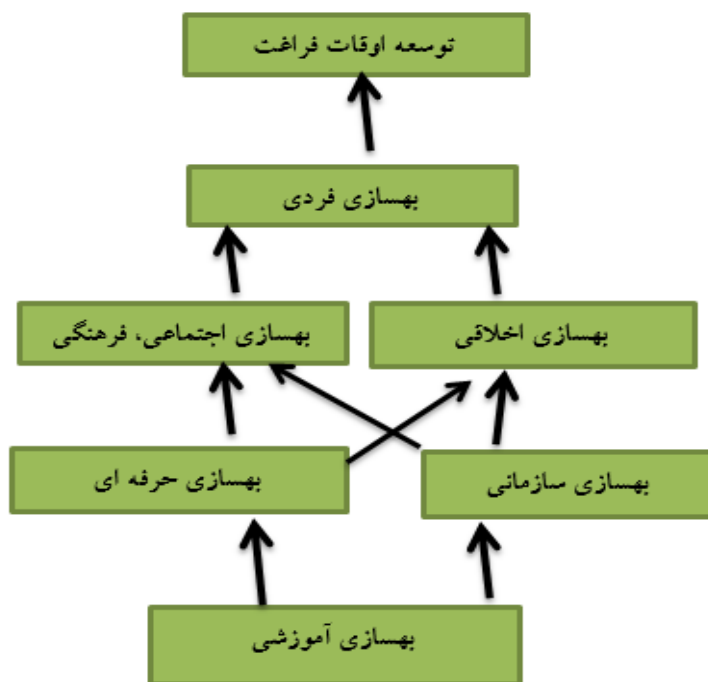 توسعه اوقات فراغت
بهسازی فردی
بهسازی اخلاقی
بهسازی اجتماعی، فرهنگی
بهسازی سازمانی
بهسازی حرفه ای
بهسازی آموزشی